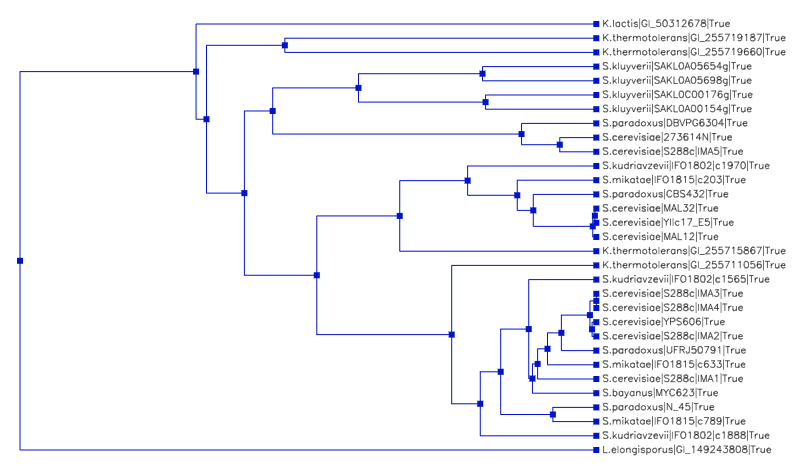 K.lactis|GI_50312678|True
K.thermotolerans|GI_255719187|True
K.thermotolerans|GI_255719660|True
S.kluyverii|SAKL0A05654g|True
S.kluyverii|SAKL0A05698g|True
S.kluyverii|SAKL0C00176g|True
S.kluyverii|SAKL0A00154g|True
S.paradoxus|DBVPG6304|True
S.cerevisiae|273614N|True
S.cerevisiae|S288c|IMA5|True
S.kudriavzevii|IFO1802|c1970|True
S.mikatae|IFO1815|c203|True
S.paradoxus|CBS432|True
S.cerevisiae|MAL32|True
S.cerevisiae|YIlc17_E5|True
S.cerevisiae|MAL12|True
K.thermotolerans|GI_255715867|True
K.thermotolerans|GI_255711056|True
S.kudriavzevii|IFO1802|c1565|True
S.cerevisiae|S288c|IMA3|True
S.cerevisiae|S288c|IMA4|True
S.cerevisiae|YPS606|True
S.cerevisiae|S288c|IMA2|True
S.paradoxus|UFRJ50791|True
S.mikatae|IFO1815|c633|True
S.cerevisiae|S288c|IMA1|True
S.bayanus|MYC623|True
S.paradoxus|N_45|True
S.mikatae|IFO1815|c789|True
S.kudriavzevii|IFO1802|c1888|True
L.elongisporus|GI_149243808|True